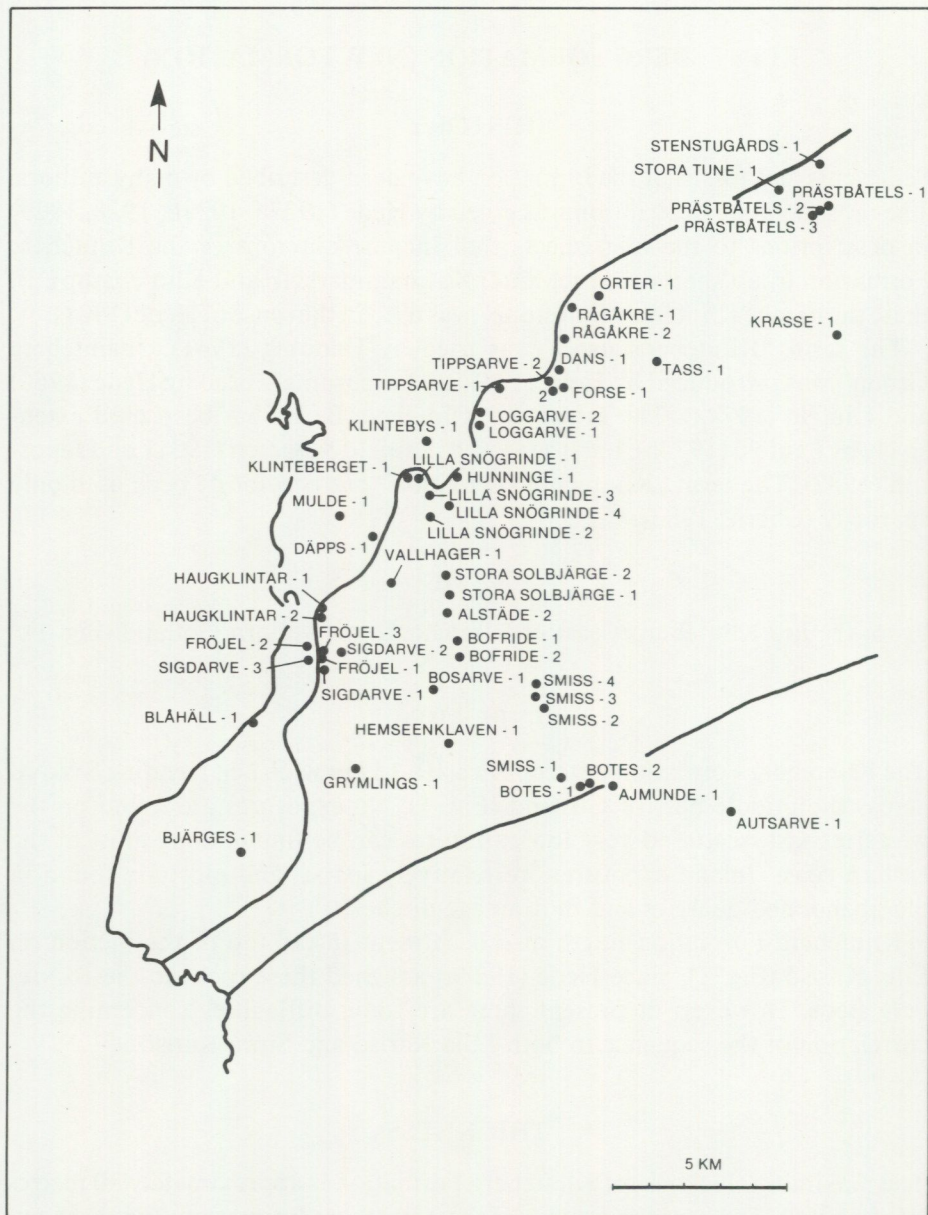 N
STENSTUGÅRDS - 1
STORA TUNE - 1
PRÄSTBÅTELS - 1
PRÄSTBÅTELS - 2
PRÄSTBÅTELS - 3
ÖRTER - 1
RÅGÅKRE - 1
KRASSE - 1
RÅGÅKRE - 2
DANS - 1
TIPPSARVE - 2
TASS - 1
TIPPSARVE - 1
2
FORSE - 1
LOGGARVE - 2
KLINTEBYS - 1
LOGGARVE - 1
LILLA SNÖGRINDE - 1
KLINTEBERGET - 1
HUNNINGE - 1
LILLA SNÖGRINDE - 3
MULDE - 1
LILLA SNÖGRINDE - 4
LILLA SNÖGRINDE - 2
DÄPPS - 1
VALLHAGER - 1
STORA SOLBJÄRGE - 2
HAUGKLINTAR - 1
STORA SOLBJÄRGE - 1
HAUGKLINTAR - 2
ALSTÄDE - 2
FRÖJEL - 3
BOFRIDE - 1
FRÖJEL - 2
SIGDARVE - 2
BOFRIDE - 2
SIGDARVE - 3
FRÖJEL - 1
BOSARVE - 1
SMISS - 4
SIGDARVE - 1
SMISS - 3
SMISS - 2
BLÅHÄLL - 1
HEMSEENKLAVEN - 1
SMISS - 1
BOTES - 2
GRYMLINGS - 1
BOTES - 1
AJMUNDE - 1
AUTSARVE - 1
BJÄRGES - 1
5 KM